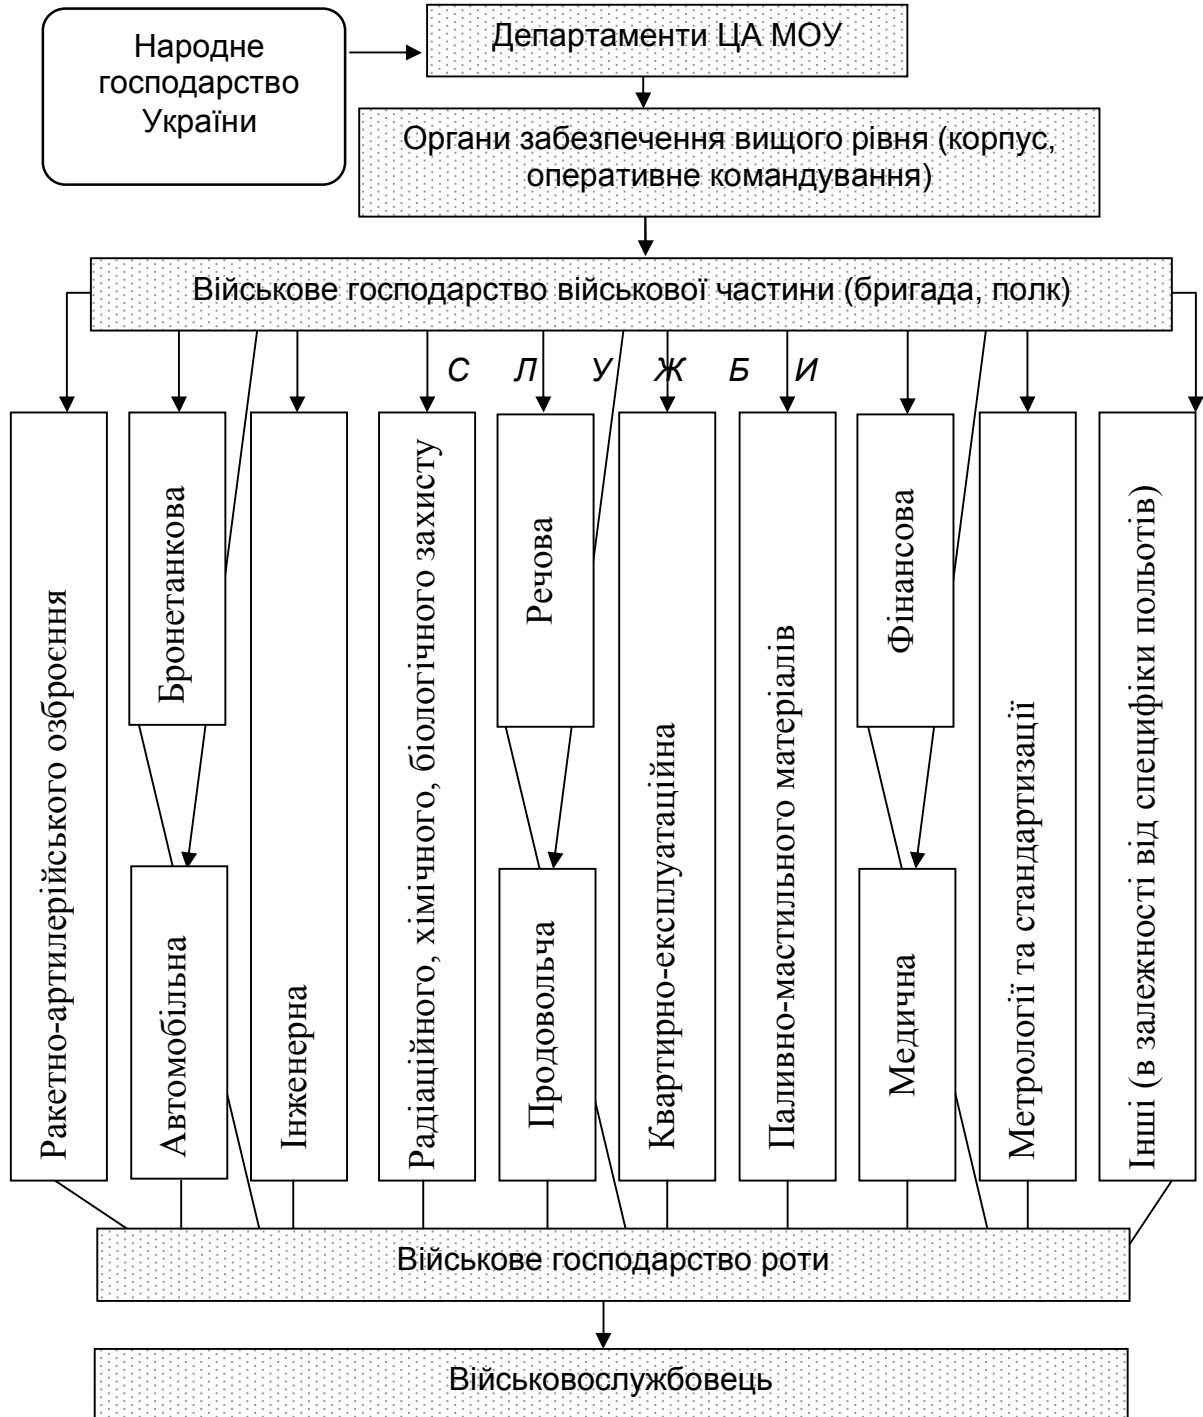 Народне
господарство
України
Департаменти ЦА МОУ
Органи забезпечення вищого рівня (корпус,
оперативне командування)
Військове господарство військової частини (бригада, полк)
С Л У Ж Б И
Ракетно-артилерійського озброєння
Бронетанкова
Автомобільна
Інженерна
Радіаційного, хімічного, біологічного захисту
Речова
Продовольча
Квартирно-експлуатаційна
Паливно-мастильного матеріалів
Фінансова
Медична
Метрології та стандартизації
Інші (в залежності від специфіки польотів)
Військове господарство роти
Військовослужбовець